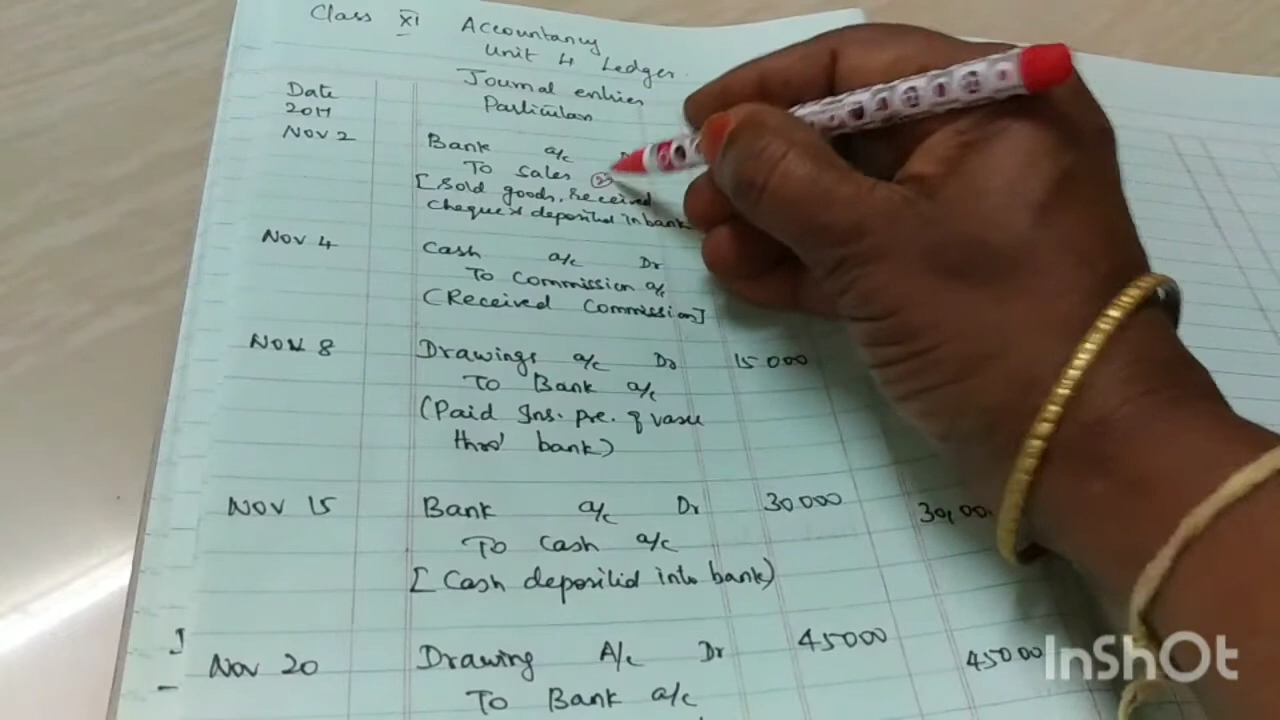 Class XI Accountancy
Unit 4 Ledger
Journal entries
Date Particulars
2017
Nov 2 Bank a/c
To sales
[Sold goods, received
cheque & deposited in bank
Nov 4 Cash a/c Dr
To Commission a/c
(Received Commission]
Nov 8 Drawings a/c Dr 15000
To Bank a/c
(Paid Ins. pre. of vasu
thro' bank)
Nov 15 Bank a/c Dr 30000 30,00
To Cash a/c
[Cash deposited into bank)
Nov 20 Drawing A/c Dr 45000 45000
To Bank a/c
InShOt